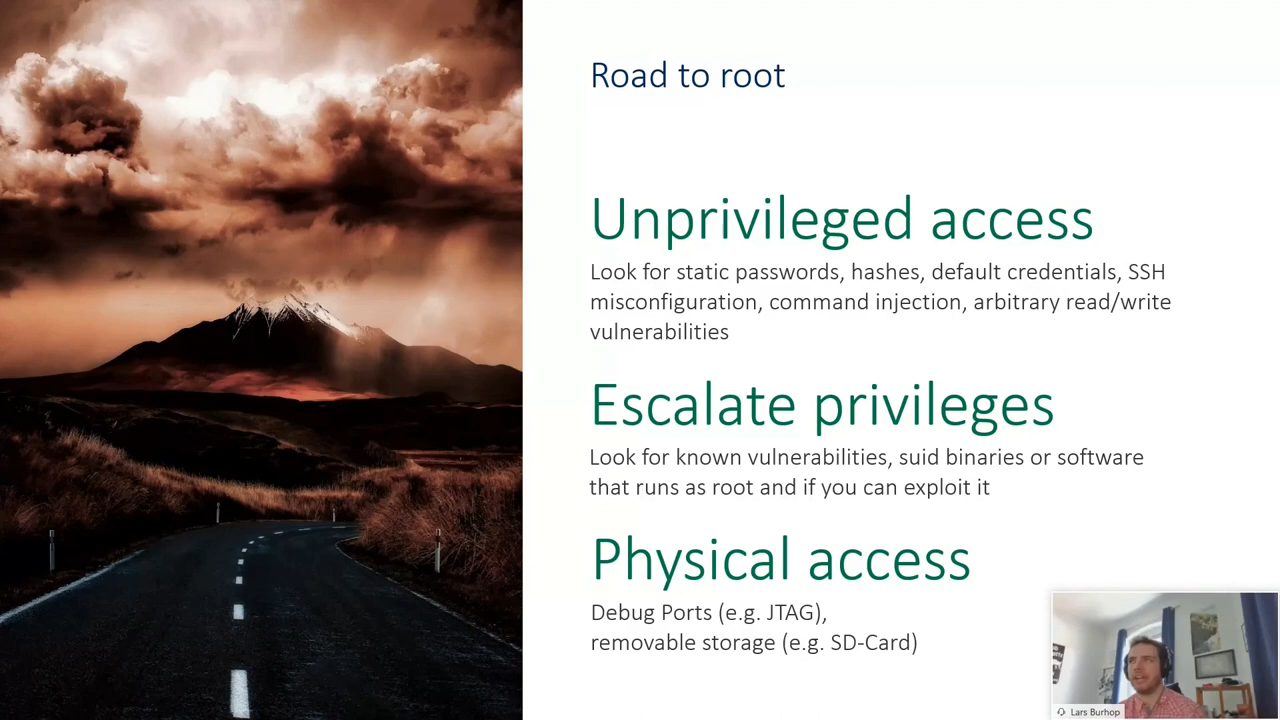 Road to root
Unprivileged access
Look for static passwords, hashes, default credentials, SSH
misconfiguration, command injection, arbitrary read/write
vulnerabilities
Escalate privileges
Look for known vulnerabilities, suid binaries or software
that runs as root and if you can exploit it
Physical access
Debug Ports (e.g. JTAG),
removable storage (e.g. SD-Card)
Lars Burhop